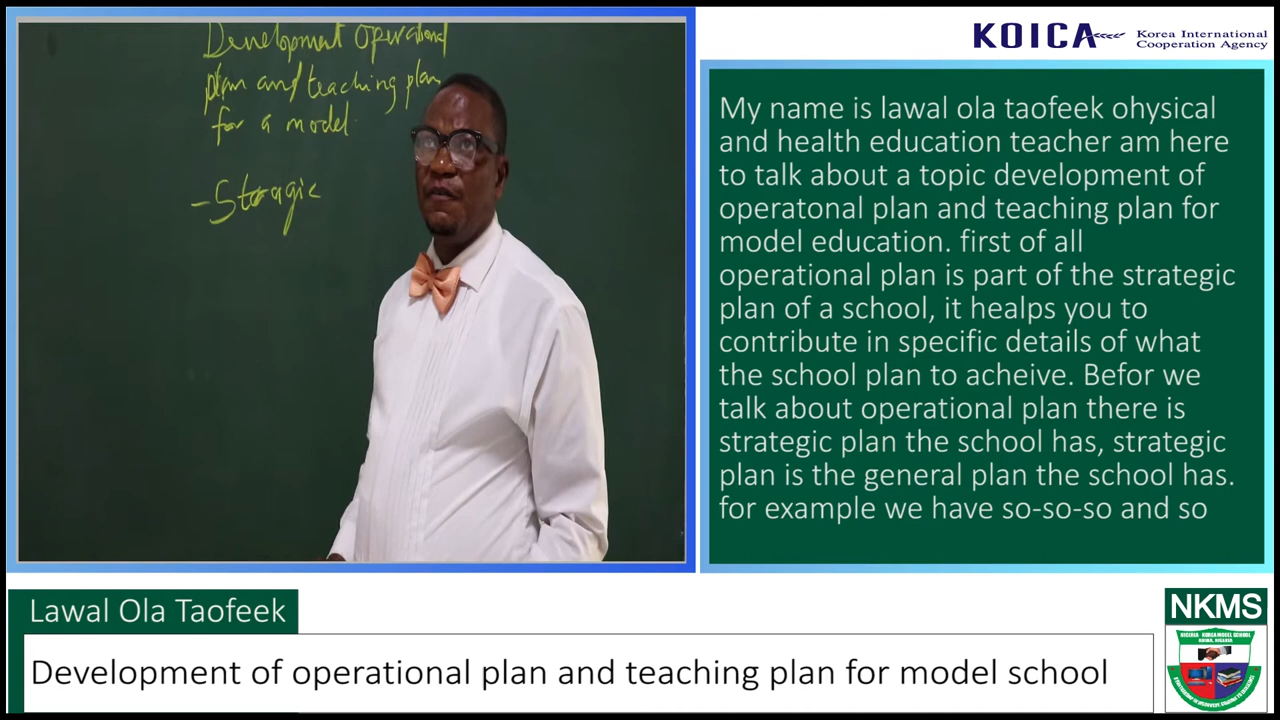 Development Operational
plan and teaching plan
for a model
- Stragic
KOICA
Korea International
Cooperation Agency
My name is lawal ola taofeek ohysical
and health education teacher am here
to talk about a topic development of
operatonal plan and teaching plan for
model education. first of all
operational plan is part of the strategic
plan of a school, it healps you to
contribute in specific details of what
the school plan to acheive. Befor we
talk about operational plan there is
strategic plan the school has, strategic
plan is the general plan the school has.
for example we have so-so-so and so
Lawal Ola Taofeek
Development of operational plan and teaching plan for model school
NKMS
NIGERIA KOREA MODEL SCHOOL
ABUJA, NIGERIA